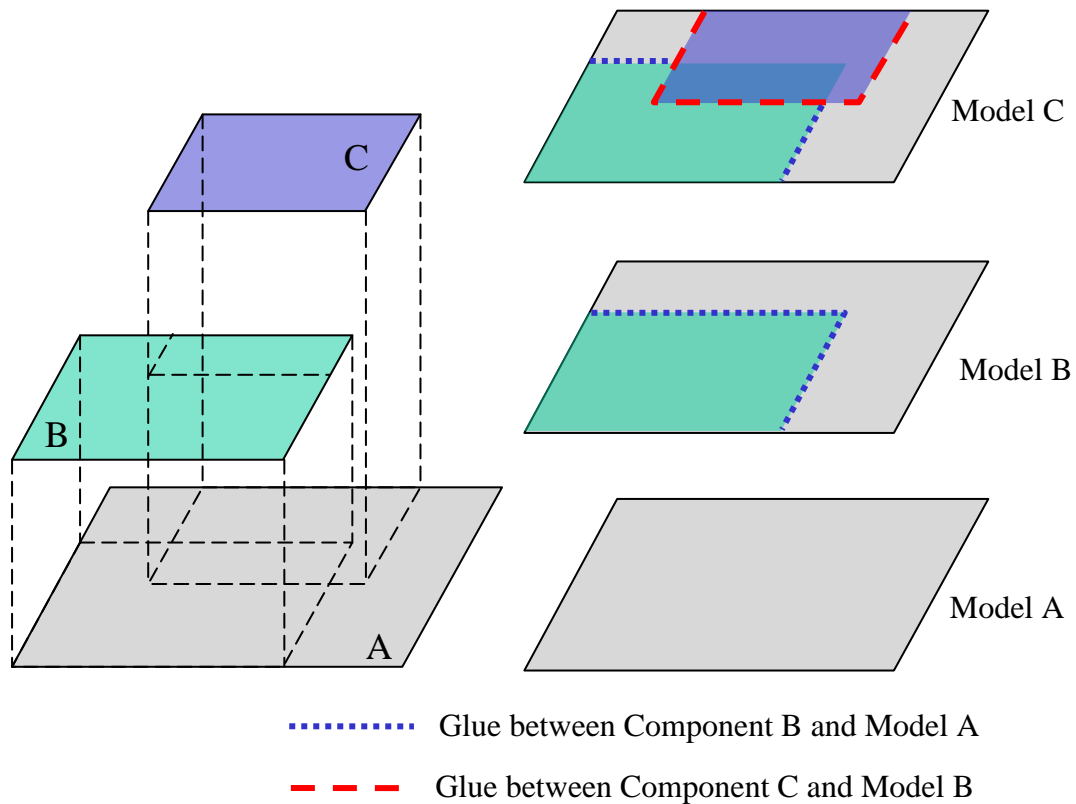 C
B
A
Model C
Model B
Model A
Glue between Component B and Model A
Glue between Component C and Model B